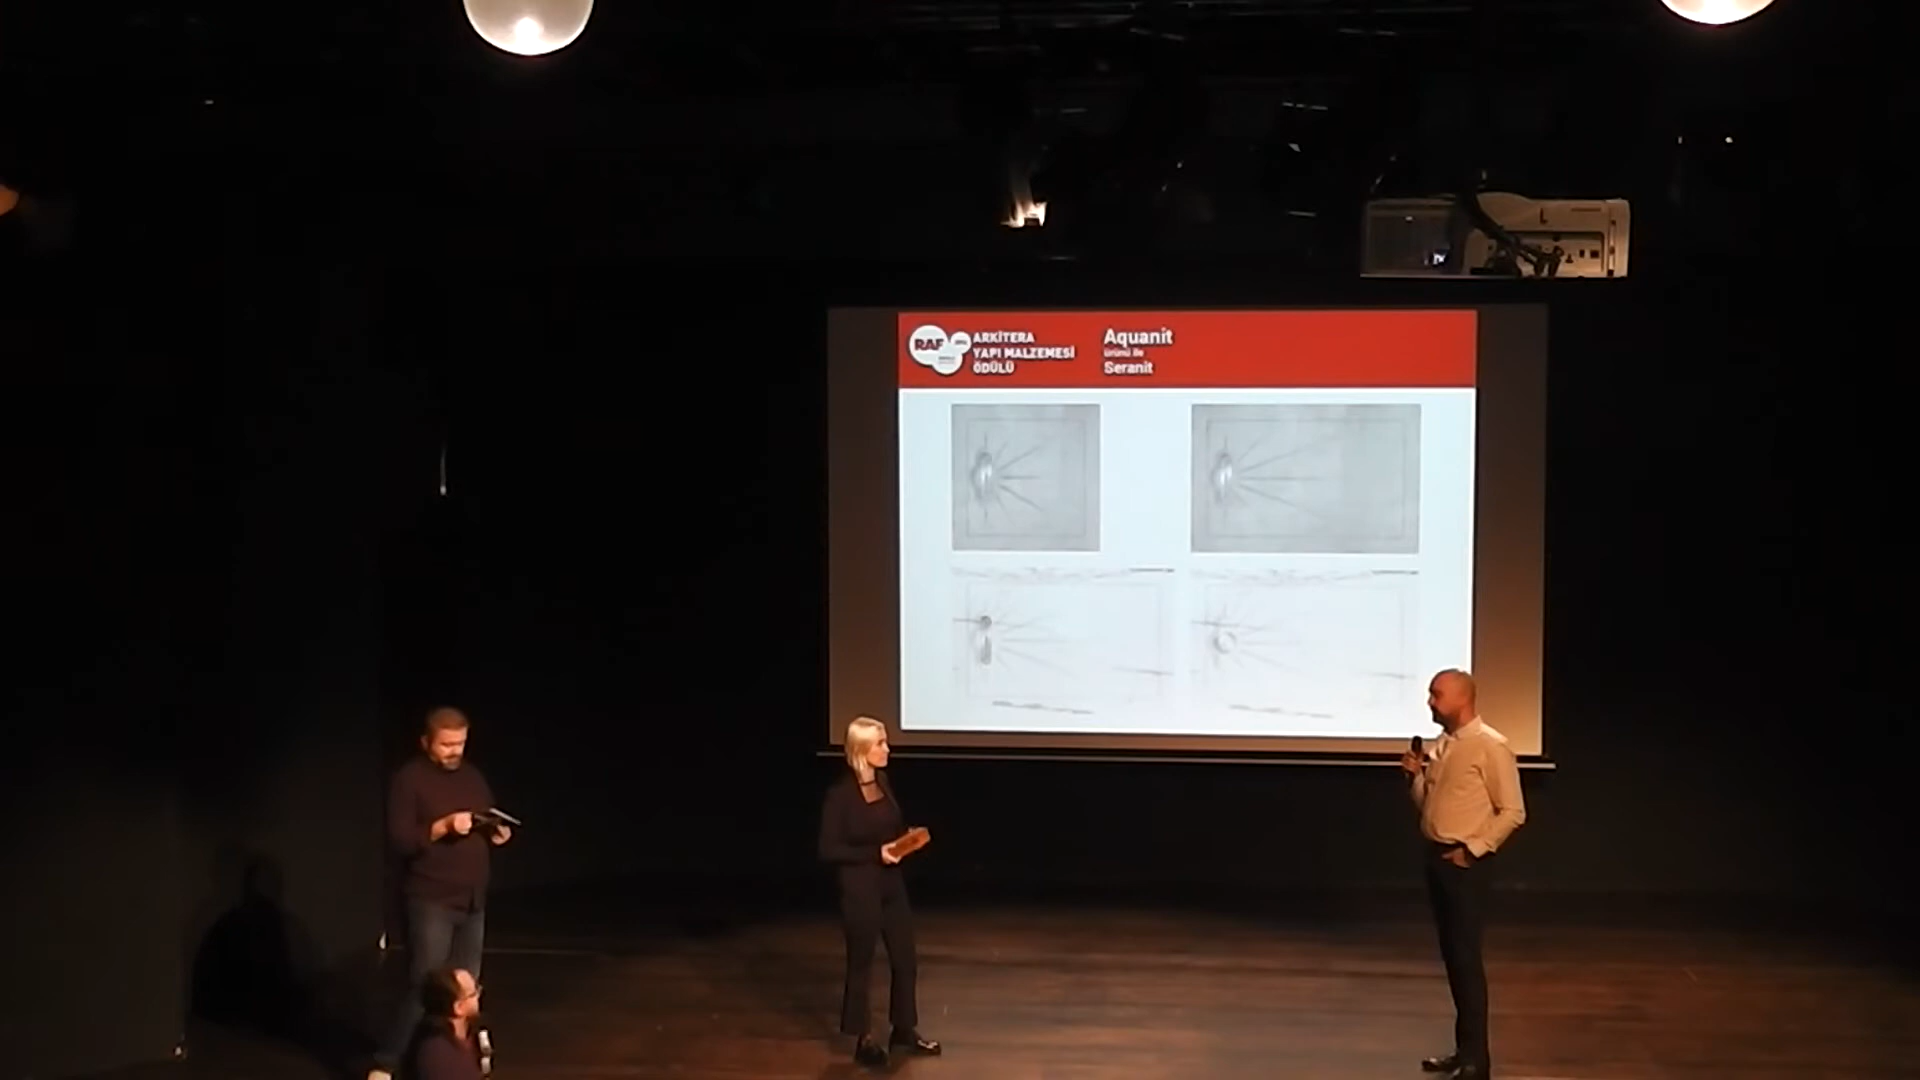 RAF
ARKİTERA
YAPI MALZEMESİ
ÖDÜLÜ
Aquanit
ürünü ile
Seranit